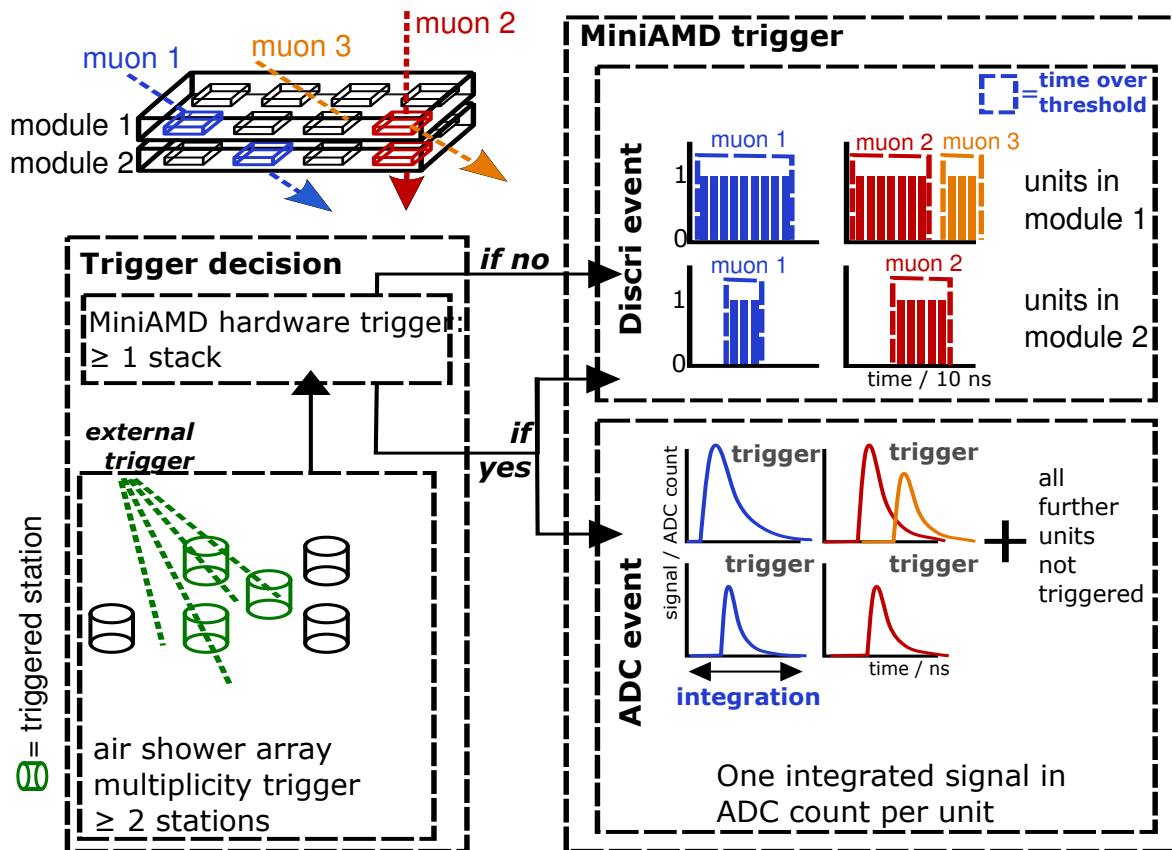 muon 2
muon 3
muon 1
module 1
module 2
Trigger decision
MiniAMD hardware trigger:
≥ 1 stack
if no
if
yes
external
trigger
= triggered station
air shower array
multiplicity trigger
≥ 2 stations
MiniAMD trigger
=time over
threshold
Discri event
muon 1
muon 2
muon 3
1
0
units in
module 1
muon 1
muon 2
1
0
units in
module 2
time / 10 ns
ADC event
signal / ADC count
trigger
trigger
trigger
trigger
+
all
further
units
not
triggered
time / ns
integration
One integrated signal in
ADC count per unit